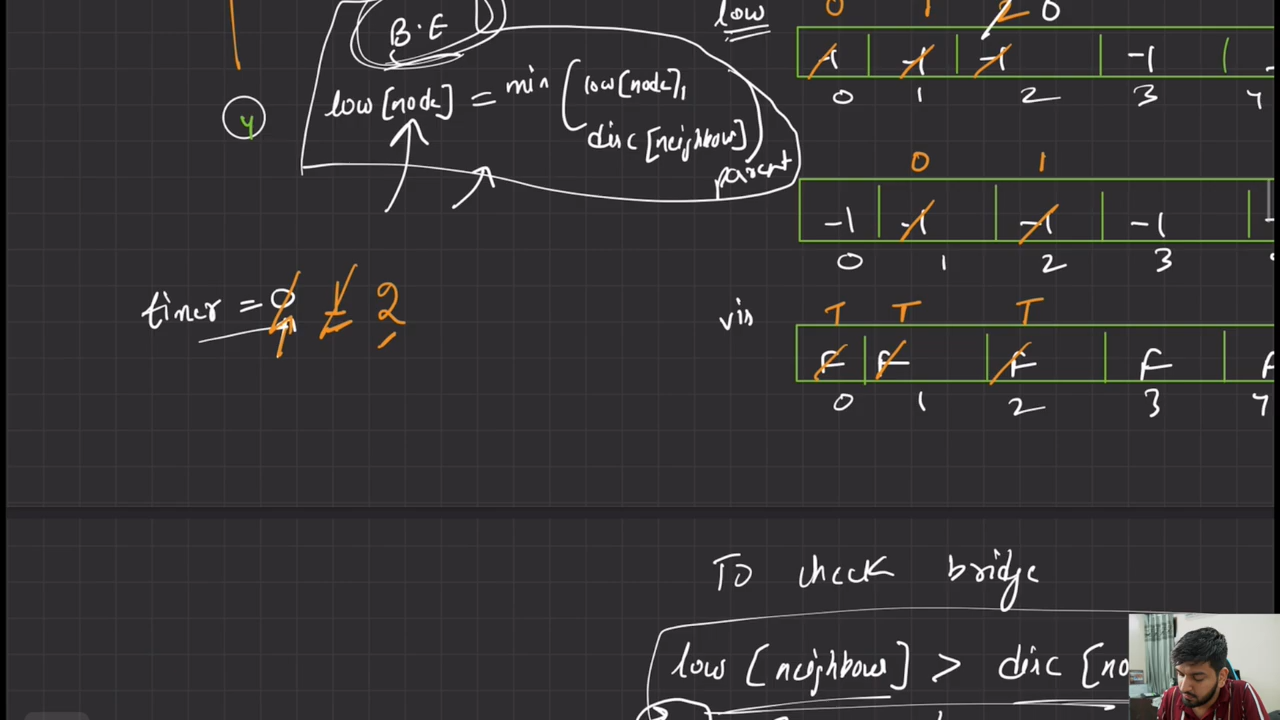 B.E
low [node] = min ( low[node],
disc [neighbour] )
y
timer = 0 1 2
low 0 1 2 0
-1 -1 -1 -1
0 1 2 3 4
0 1
parent -1 -1 -1 -1
0 1 2 3
T T T
vis F F F F F
0 1 2 3 4
To check bridge
low [neighbour] > disc [no